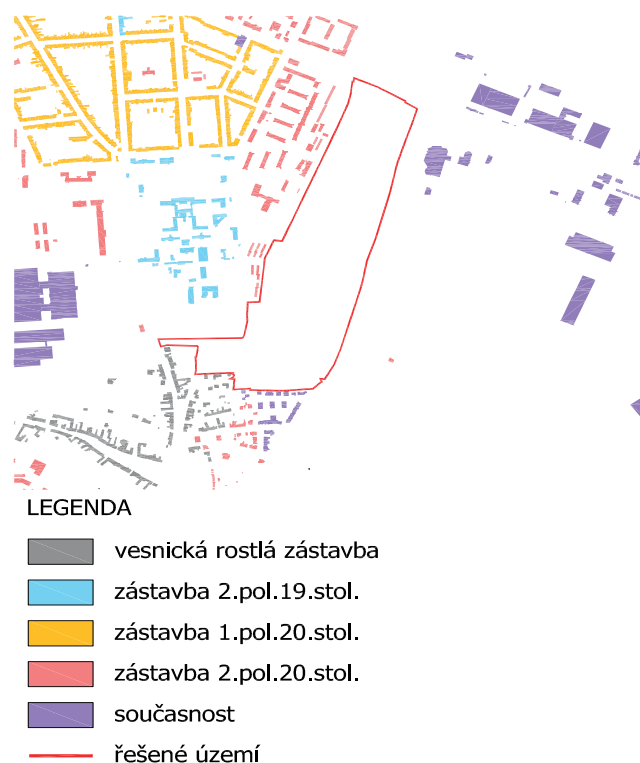 LEGENDA
vesnická rostlá zástavba
zástavba 2.pol.19.stol.
zástavba 1.pol.20.stol.
zástavba 2.pol.20.stol.
současnost
řešené území